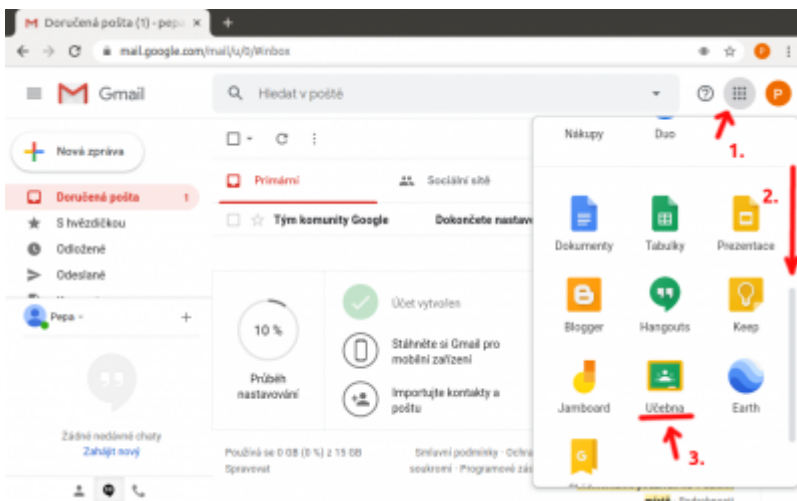 Doručená pošta (1) - pepa
mail.google.com/mail/u/0/#inbox
P
Gmail
Hledat v poště
P
Nová zpráva
Doručená pošta 1
S hvězdičkou
Odložené
Odeslané
Pepa
Žádné nedávné chaty
Zahájit nový
Primární
Sociální sítě
Tým komunity Google
Dokončete nastav
10 %
Průběh
nastavování
Účet vytvořen
Stáhněte si Gmail pro
mobilní zařízení
Importujte kontakty a
poštu
Používá se 0 GB (0 %) z 15 GB
Spravovat
Smluvní podmínky · Ochra
soukromí · Programové zás
Nákupy
Duo
1.
2.
Dokumenty
Tabulky
Prezentace
Blogger
Hangouts
Keep
Jamboard
Učebna
Earth
3.
G